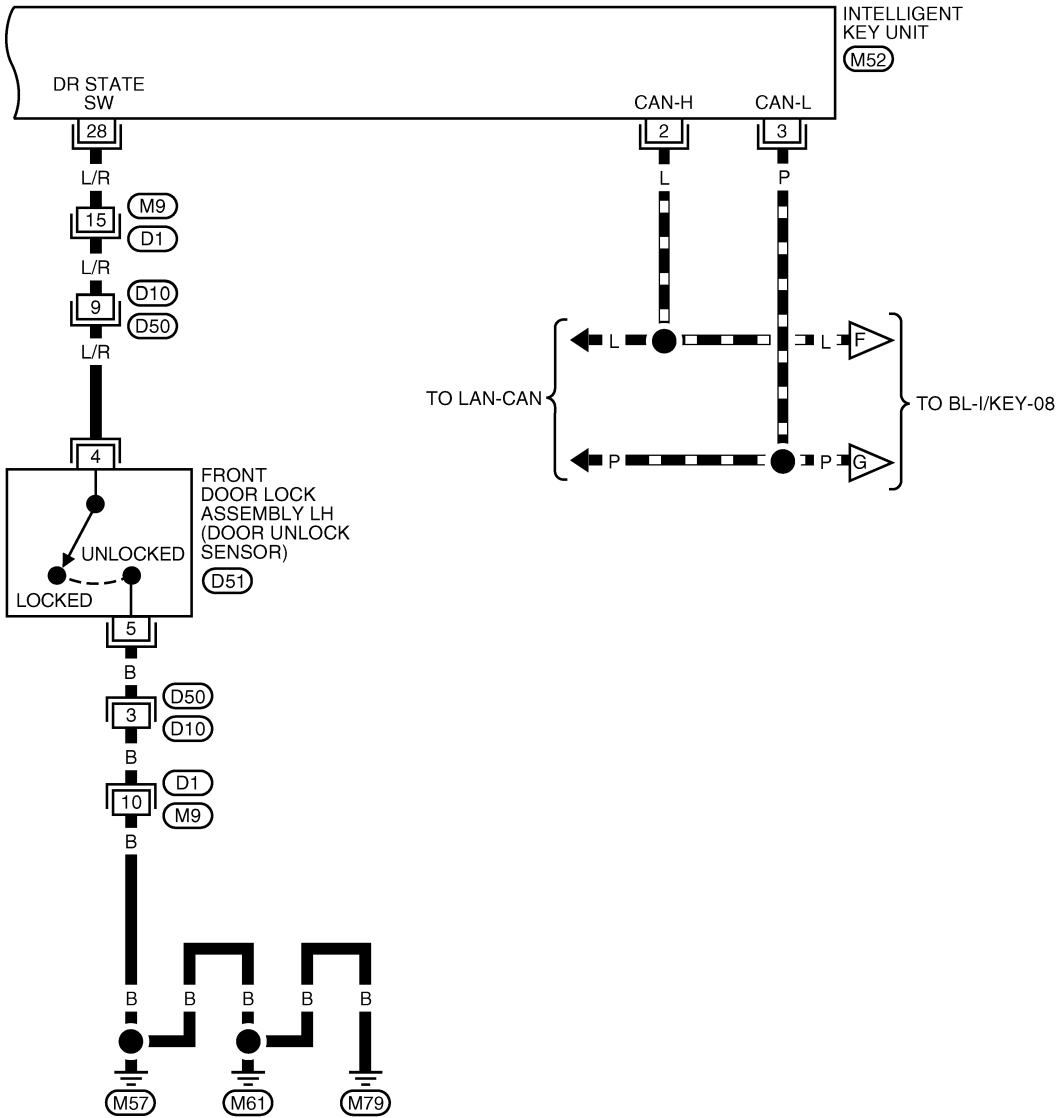 INTELLIGENT
KEY UNIT
M52
DR STATE
SW
CAN-H
CAN-L
28
2
3
L/R
L
P
15
M9
D1
L/R
9
D10
D50
L/R
L
L
F
TO LAN-CAN
TO BL-I/KEY-08
P
P
G
4
FRONT
DOOR LOCK
ASSEMBLY LH
(DOOR UNLOCK
SENSOR)
D51
UNLOCKED
LOCKED
5
B
D50
3
D10
B
D1
10
M9
B
B
B
B
B
B
M57
M61
M79